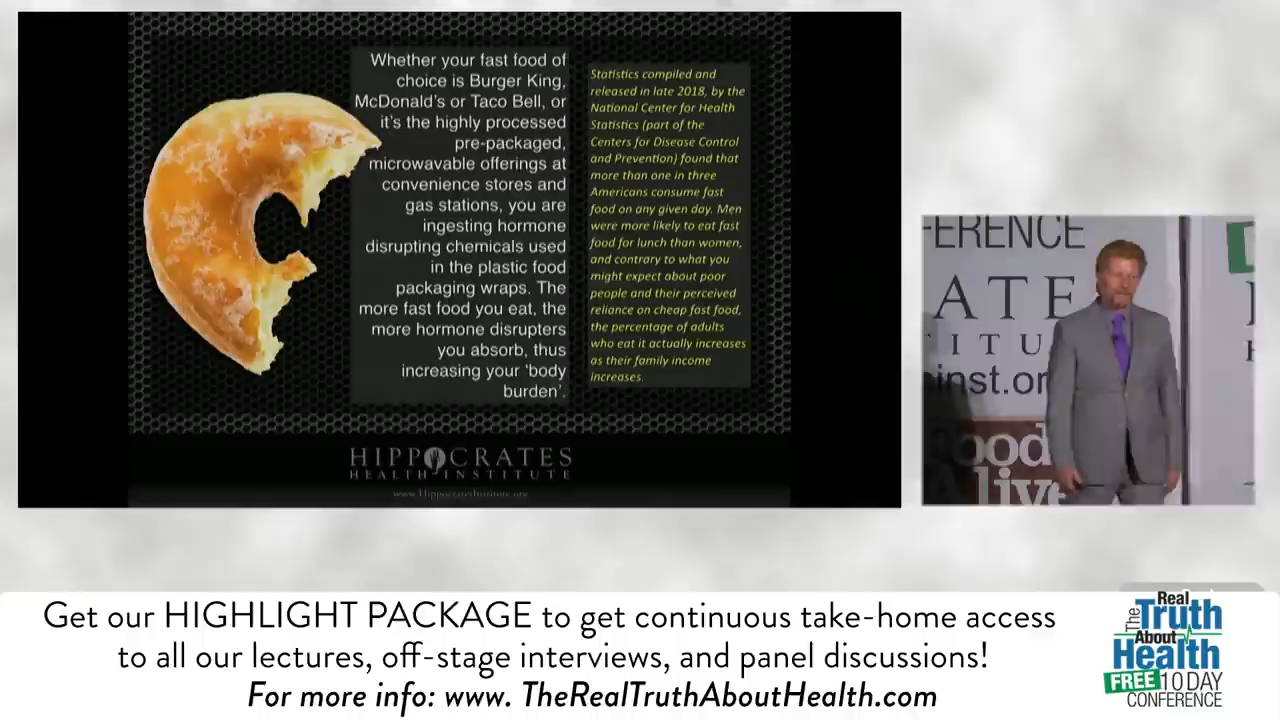 Whether your fast food of
choice is Burger King,
McDonald's or Taco Bell, or
it's the highly processed
pre-packaged,
microwavable offerings at
convenience stores and
gas stations, you are
ingesting hormone
disrupting chemicals used
in the plastic food
packaging wraps. The
more fast food you eat, the
more hormone disrupters
you absorb, thus
increasing your 'body
burden'.
Statistics compiled and
released in late 2018, by the
National Center for Health
Statistics (part of the
Centers for Disease Control
and Prevention) found that
more than one in three
Americans consume fast
food on any given day. Men
were more likely to eat fast
food for lunch than women,
and contrary to what you
might expect about poor
people and their perceived
reliance on cheap fast food,
the percentage of adults
who eat it actually increases
as their family income
increases.
HIPPOCRATES
HEALTH INSTITUTE
www.HippocratesInstitute.org
FERENCE
ATE
ITU
inst.or
ood
live
Get our HIGHLIGHT PACKAGE to get continuous take-home access
to all our lectures, off-stage interviews, and panel discussions!
For more info: www. TheRealTruthAboutHealth.com
The Real
Truth
About
Health
FREE 10 DAY
CONFERENCE